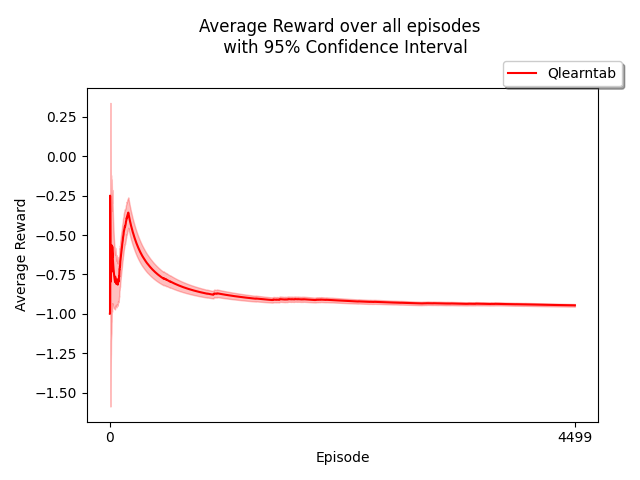 Average Reward over all episodes
with 95% Confidence Interval
Qlearntab
0.25
0.00
−0.25
−0.50
−0.75
−1.00
−1.25
−1.50
Average Reward
0
4499
Episode